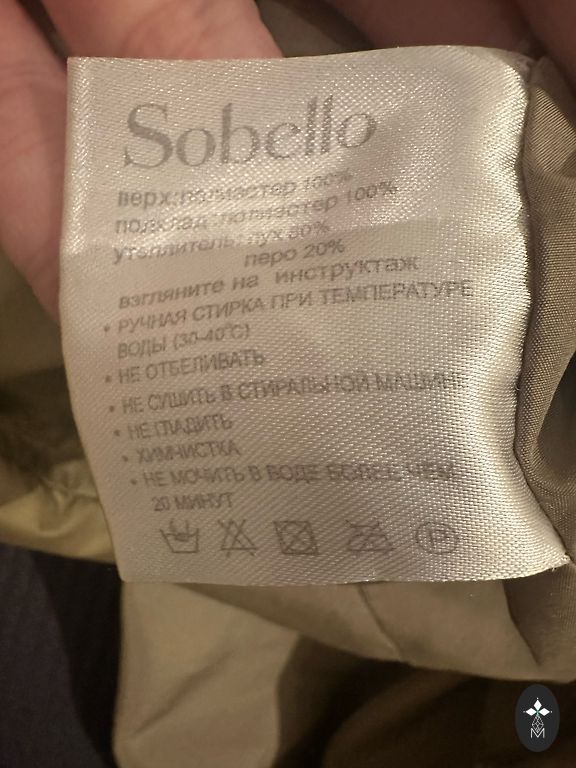 Sobello
верх:полиэстер 100%
подклад:полиэстер 100%
утеплитель:пух 80%
перо 20%
взгляните на инструктаж
• РУЧНАЯ СТИРКА ПРИ ТЕМПЕРАТУРЕ
ВОДЫ (30-40°C)
• НЕ ОТБЕЛИВАТЬ
• НЕ СУШИТЬ В СТИРАЛЬНОЙ МАШИНЕ
• НЕ ГЛАДИТЬ
• ХИМЧИСТКА
• НЕ МОЧИТЬ В ВОДЕ БОЛЕЕ ЧЕМ
20 МИНУТ
P
M